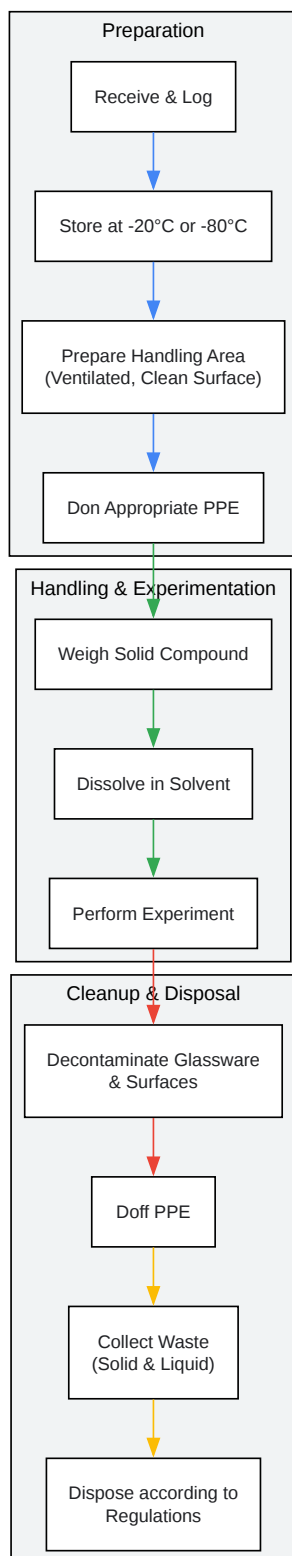 Preparation
Receive & Log
Store at -20°C or -80°C
Prepare Handling Area
(Ventilated, Clean Surface)
Don Appropriate PPE
Handling & Experimentation
Weigh Solid Compound
Dissolve in Solvent
Perform Experiment
Cleanup & Disposal
Decontaminate Glassware
& Surfaces
Doff PPE
Collect Waste
(Solid & Liquid)
Dispose according to
Regulations